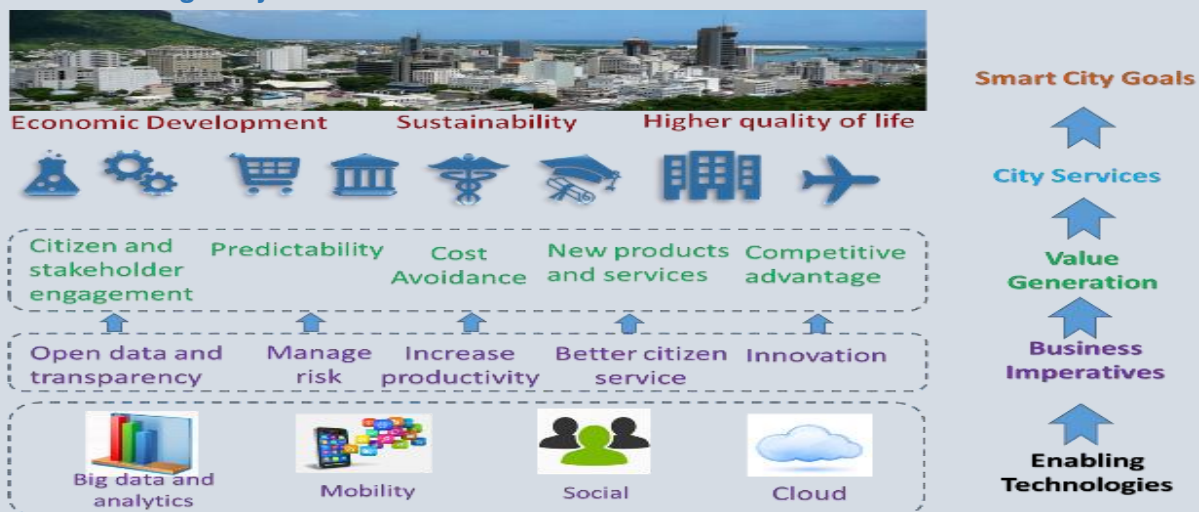 Economic Development Sustainability Higher quality of life
Citizen and
stakeholder
engagement
Predictability
Cost
Avoidance
New products
and services
Competitive
advantage
Open data and
transparency
Manage
risk
Increase
productivity
Better citizen
service
Innovation
Big data and
analytics
Mobility
Social
Cloud
Smart City Goals
City Services
Value
Generation
Business
Imperatives
Enabling
Technologies